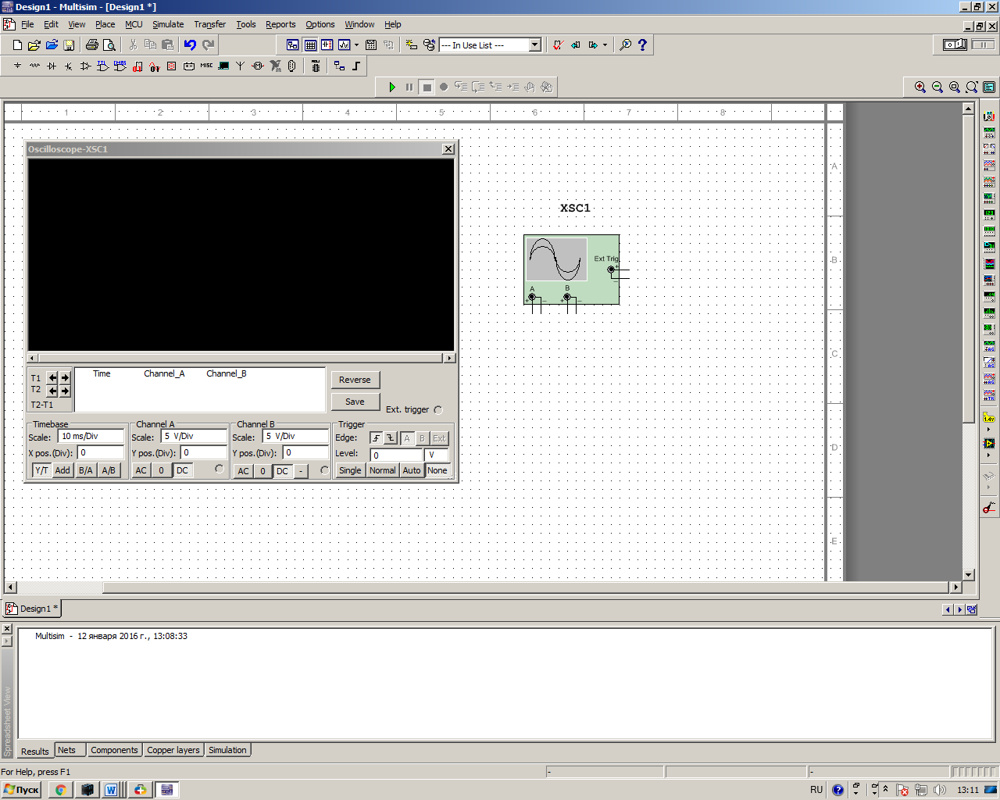 Design1 - Multisim - [Design1 *]
File Edit View Place MCU Simulate Transfer Tools Reports Options Window Help
--- In Use List ---
MISC
1 2 3 4 5 6 7 8
Oscilloscope-XSC1
A
XSC1
B
Ext Trig
+
−
A
B
+ − + −
C
Time Channel_A Channel_B
T1
T2
T2-T1
Reverse
Save
Ext. trigger
Timebase Channel A Channel B Trigger
Scale: 10 ms/Div Scale: 5 V/Div Scale: 5 V/Div Edge: A B Ext
X pos.(Div): 0 Y pos.(Div): 0 Y pos.(Div): 0 Level: 0 V
Y/T Add B/A A/B AC 0 DC AC 0 DC - Single Normal Auto None
D
E
Design1 *
Multisim - 12 января 2016 г., 13:08:33
Spreadsheet View
Results Nets Components Copper layers Simulation
For Help, press F1 - -
Пуск RU 13:11